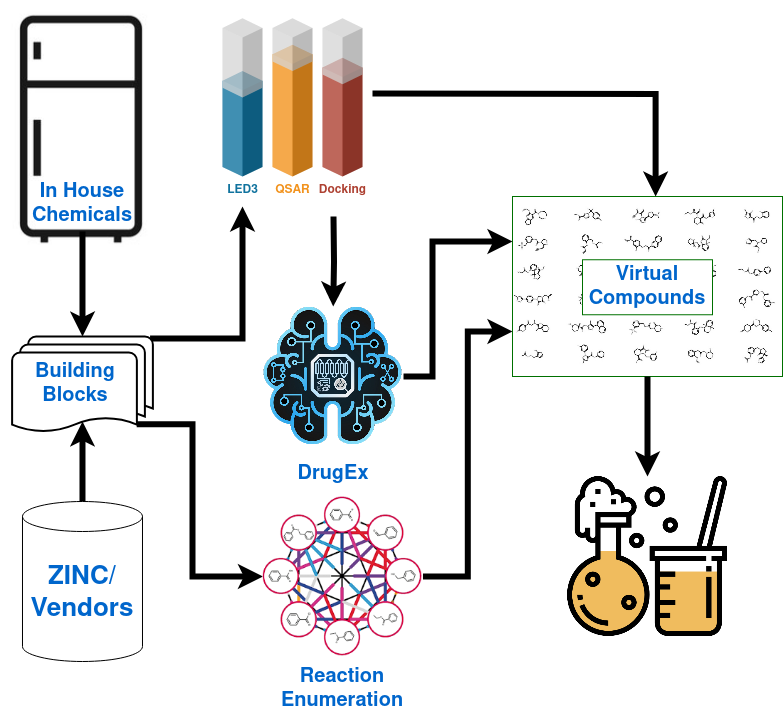 In House
Chemicals
LED3
QSAR
Docking
Virtual
Compounds
Building
Blocks
DrugEx
ZINC/
Vendors
Reaction
Enumeration